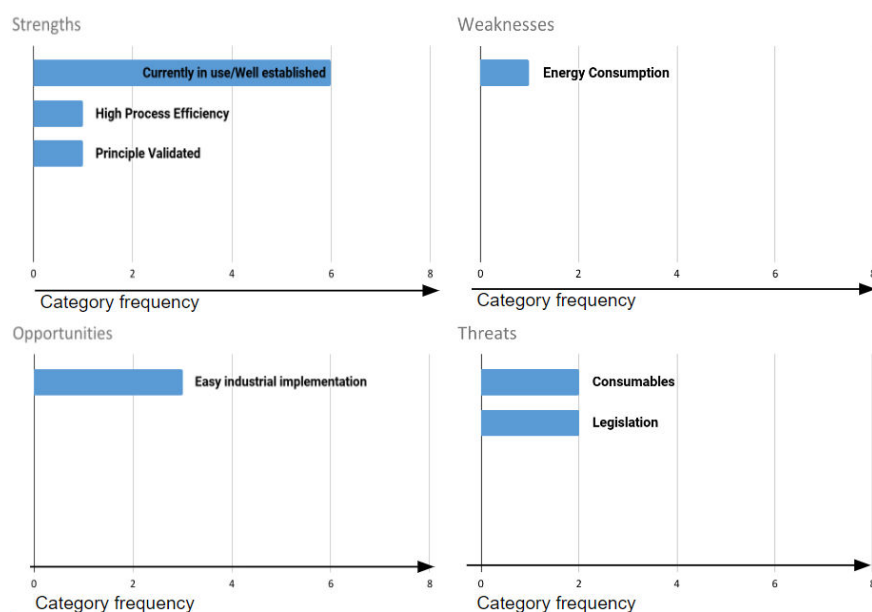 Strengths
Currently in use/Well established
High Process Efficiency
Principle Validated
0 2 4 6 8
Category frequency
Weaknesses
Energy Consumption
0 2 4 6 8
Category frequency
Opportunities
Easy industrial implementation
0 2 4 6 8
Category frequency
Threats
Consumables
Legislation
0 2 4 6 8
Category frequency